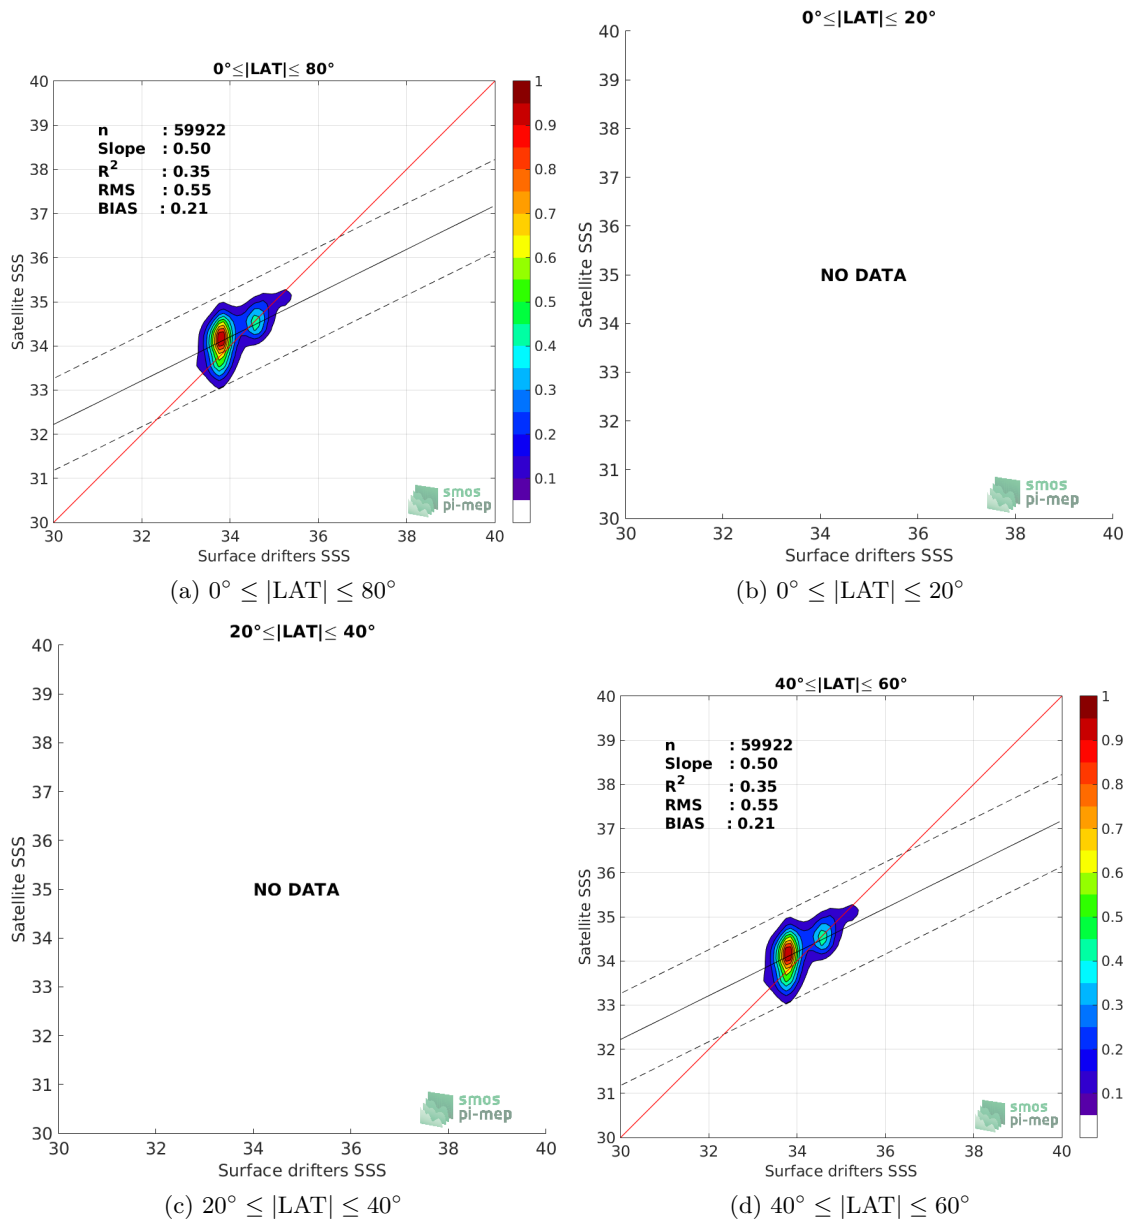 0°≤|LAT|≤ 80°
40
39
38
37
36
35
34
33
32
31
30
Satellite SSS
n : 59922
Slope : 0.50
R² : 0.35
RMS : 0.55
BIAS : 0.21
1
0.9
0.8
0.7
0.6
0.5
0.4
0.3
0.2
0.1
smos
pi-mep
30 32 34 36 38 40
Surface drifters SSS
(a) 0° ≤ |LAT| ≤ 80°
0°≤|LAT|≤ 20°
40
39
38
37
36
35
34
33
32
31
30
Satellite SSS
NO DATA
smos
pi-mep
30 32 34 36 38 40
Surface drifters SSS
(b) 0° ≤ |LAT| ≤ 20°
20°≤|LAT|≤ 40°
40
39
38
37
36
35
34
33
32
31
30
Satellite SSS
NO DATA
smos
pi-mep
30 32 34 36 38 40
Surface drifters SSS
(c) 20° ≤ |LAT| ≤ 40°
40°≤|LAT|≤ 60°
40
39
38
37
36
35
34
33
32
31
30
Satellite SSS
n : 59922
Slope : 0.50
R² : 0.35
RMS : 0.55
BIAS : 0.21
1
0.9
0.8
0.7
0.6
0.5
0.4
0.3
0.2
0.1
smos
pi-mep
30 32 34 36 38 40
Surface drifters SSS
(d) 40° ≤ |LAT| ≤ 60°